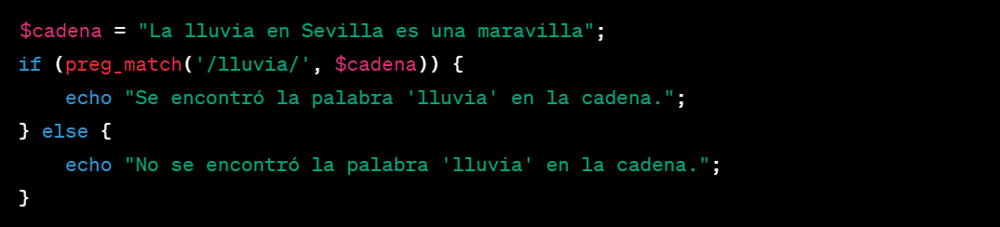 $cadena = "La lluvia en Sevilla es una maravilla";
if (preg_match('/lluvia/', $cadena)) {
    echo "Se encontró la palabra 'lluvia' en la cadena.";
} else {
    echo "No se encontró la palabra 'lluvia' en la cadena.";
}